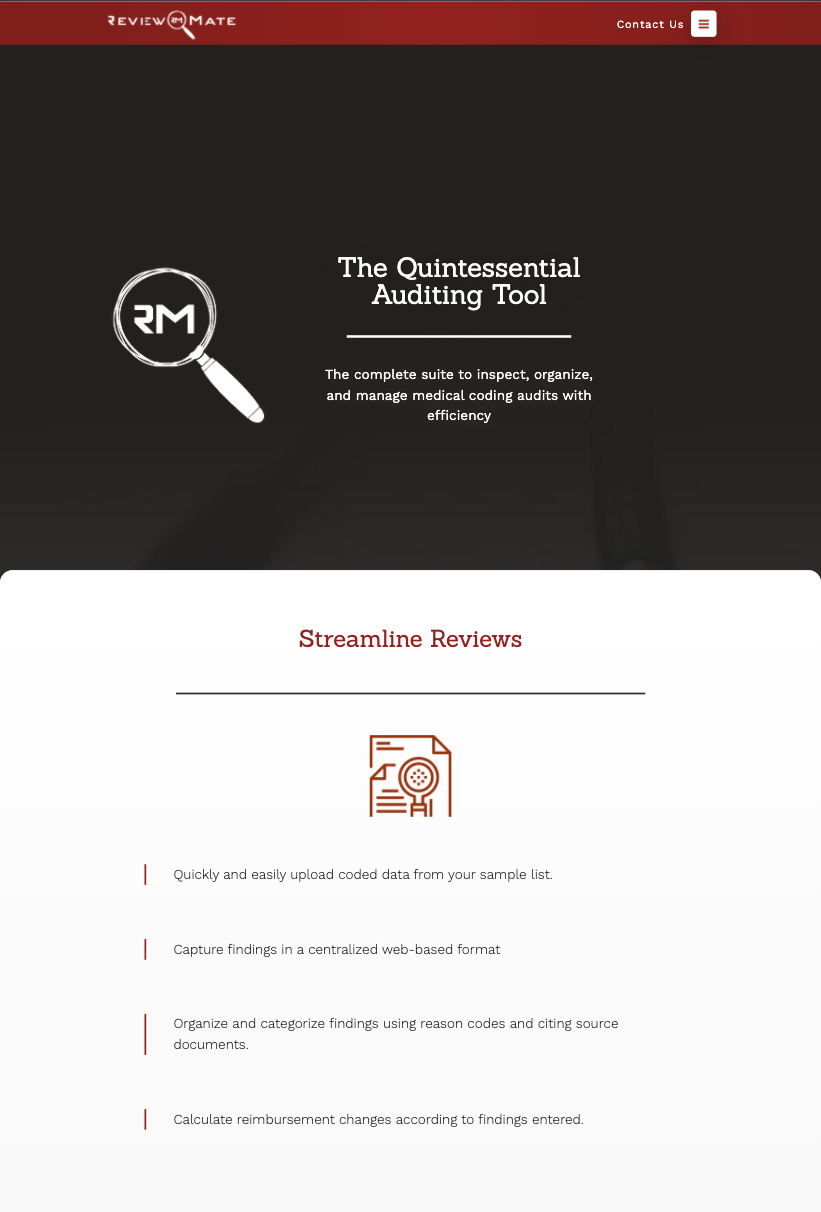 REVIEW RM MATE
Contact Us
RM
The Quintessential
Auditing Tool
The complete suite to inspect, organize,
and manage medical coding audits with
efficiency
Streamline Reviews
Quickly and easily upload coded data from your sample list.
Capture findings in a centralized web-based format
Organize and categorize findings using reason codes and citing source
documents.
Calculate reimbursement changes according to findings entered.